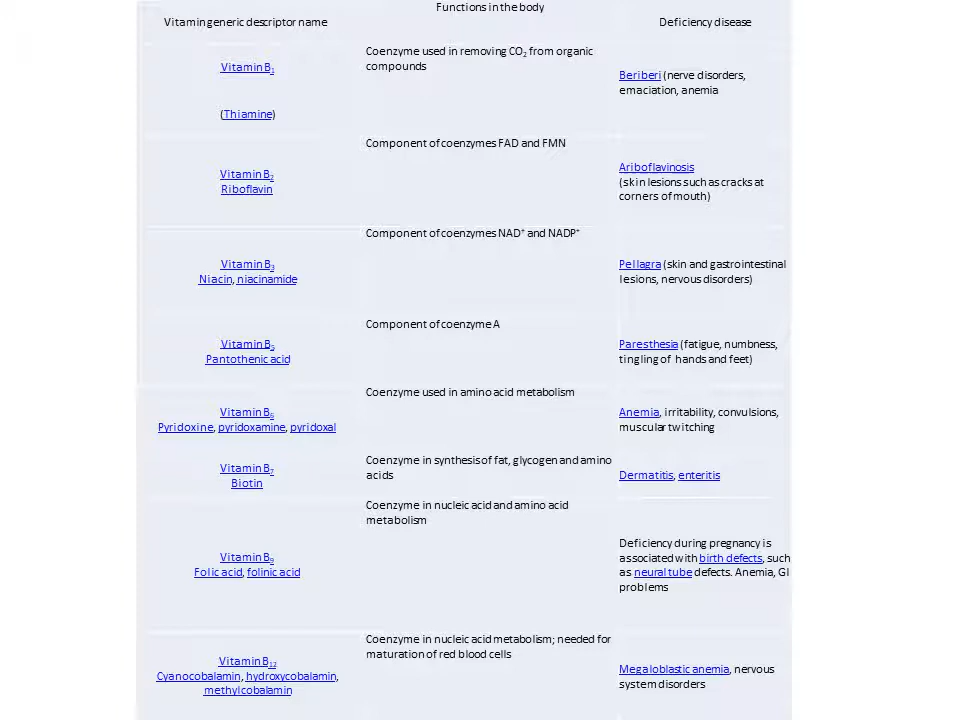 Vitamin generic descriptor name
Functions in the body
Deficiency disease
Vitamin B₁
(Thiamine)
Coenzyme used in removing CO₂ from organic
compounds
Beriberi (nerve disorders,
emaciation, anemia
Vitamin B₂
Riboflavin
Component of coenzymes FAD and FMN
Ariboflavinosis
(skin lesions such as cracks at
corners of mouth)
Vitamin B₃
Niacin, niacinamide
Component of coenzymes NAD⁺ and NADP⁺
Pellagra (skin and gastrointestinal
lesions, nervous disorders)
Vitamin B₅
Pantothenic acid
Component of coenzyme A
Paresthesia (fatigue, numbness,
tingling of hands and feet)
Vitamin B₆
Pyridoxine, pyridoxamine, pyridoxal
Coenzyme used in amino acid metabolism
Anemia, irritability, convulsions,
muscular twitching
Vitamin B₇
Biotin
Coenzyme in synthesis of fat, glycogen and amino
acids
Dermatitis, enteritis
Vitamin B₉
Folic acid, folinic acid
Coenzyme in nucleic acid and amino acid
metabolism
Deficiency during pregnancy is
associated with birth defects, such
as neural tube defects. Anemia, GI
problems
Vitamin B₁₂
Cyanocobalamin, hydroxycobalamin,
methylcobalamin
Coenzyme in nucleic acid metabolism; needed for
maturation of red blood cells
Megaloblastic anemia, nervous
system disorders